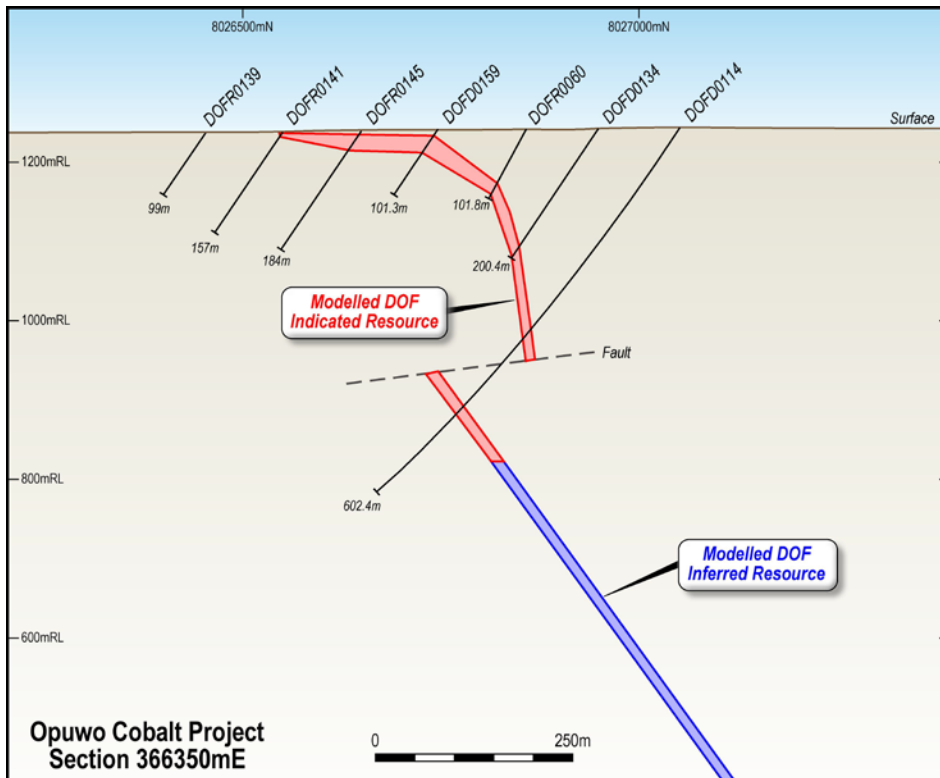 8026500mN
8027000mN
DOFR0139
DOFR0141
DOFR0145
DOFD0159
DOFR0060
DOFD0134
DOFD0114
Surface
1200mRL
99m
157m
184m
101.3m
101.8m
200.4m
Modelled DOF
Indicated Resource
1000mRL
Fault
800mRL
602.4m
Modelled DOF
Inferred Resource
600mRL
Opuwo Cobalt Project
Section 366350mE
0
250m